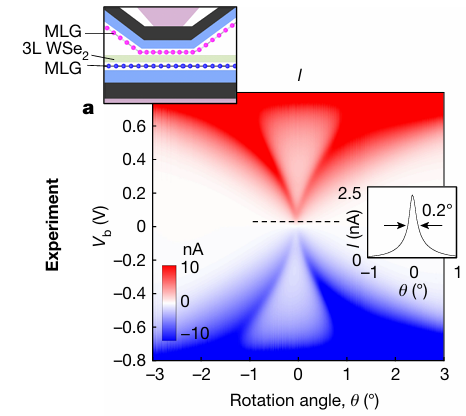 MLG
3L WSe₂
MLG
a
I
Experiment
V_b (V)
0.6
0.4
0.2
0
−0.2
−0.4
−0.6
−0.8
nA
10
0
−10
−3 −2 −1 0 1 2 3
Rotation angle, θ (°)
2.5
I (nA)
0
0.2°
−1 0 1
θ (°)